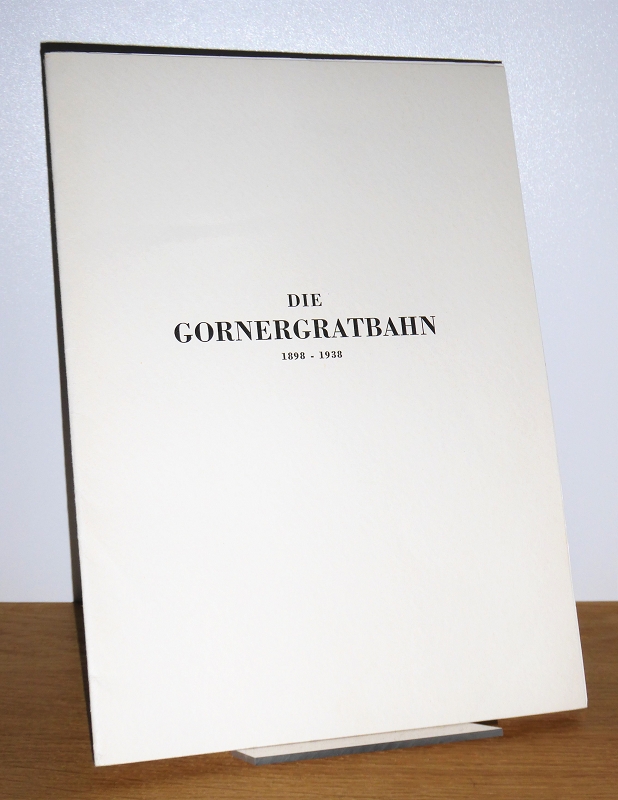 DIE
GORNERGRATBAHN
1898 - 1938